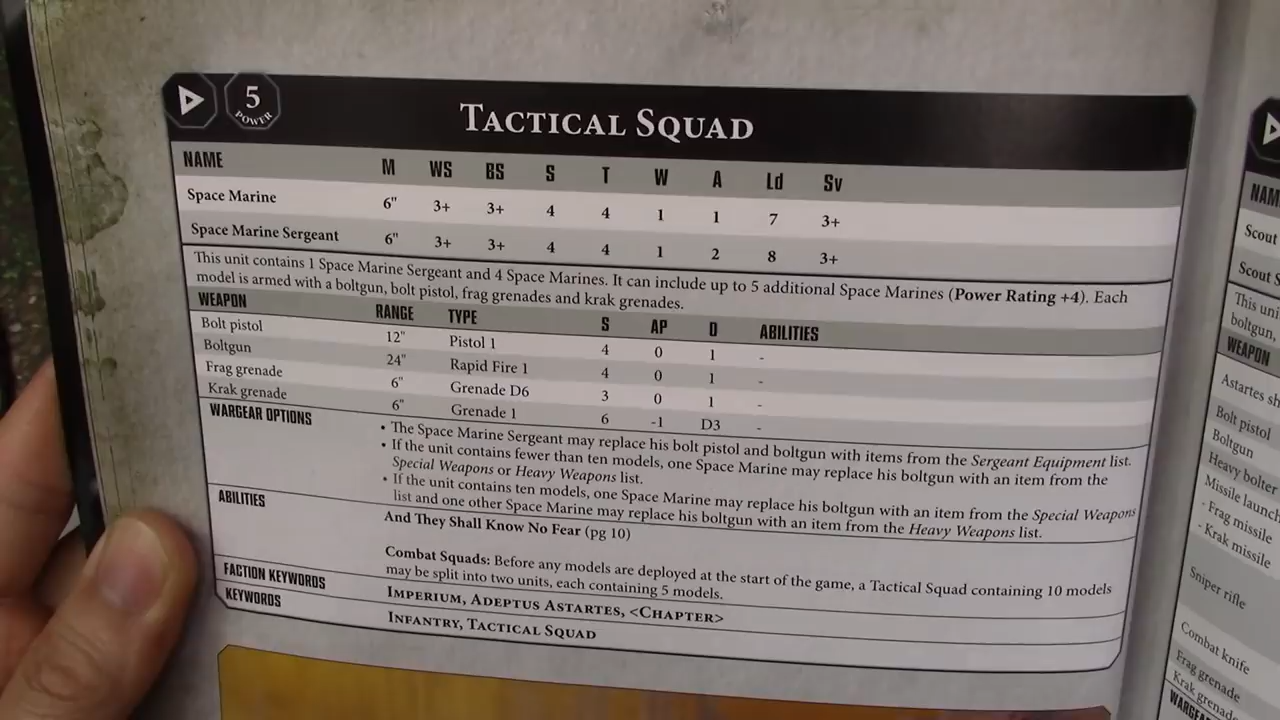 5
POWER
TACTICAL SQUAD
NAME M WS BS S T W A Ld Sv
Space Marine 6" 3+ 3+ 4 4 1 1 7 3+
Space Marine Sergeant 6" 3+ 3+ 4 4 1 2 8 3+
This unit contains 1 Space Marine Sergeant and 4 Space Marines. It can include up to 5 additional Space Marines (Power Rating +4). Each
model is armed with a boltgun, bolt pistol, frag grenades and krak grenades.
WEAPON RANGE TYPE S AP D ABILITIES
Bolt pistol 12" Pistol 1 4 0 1 -
Boltgun 24" Rapid Fire 1 4 0 1 -
Frag grenade 6" Grenade D6 3 0 1 -
Krak grenade 6" Grenade 1 6 -1 D3 -
WARGEAR OPTIONS
• The Space Marine Sergeant may replace his bolt pistol and boltgun with items from the Sergeant Equipment list.
• If the unit contains fewer than ten models, one Space Marine may replace his boltgun with an item from the
Special Weapons or Heavy Weapons list.
• If the unit contains ten models, one Space Marine may replace his boltgun with an item from the Special Weapons
list and one other Space Marine may replace his boltgun with an item from the Heavy Weapons list.
ABILITIES
And They Shall Know No Fear (pg 10)
Combat Squads: Before any models are deployed at the start of the game, a Tactical Squad containing 10 models
may be split into two units, each containing 5 models.
FACTION KEYWORDS IMPERIUM, ADEPTUS ASTARTES, <CHAPTER>
KEYWORDS INFANTRY, TACTICAL SQUAD
Scout
Scout S
This uni
boltgun,
WEAPON
Astartes sh
Bolt pistol
Boltgun
Heavy bolter
Missile launch
- Frag missile
- Krak missile
Sniper rifle
Combat knife
Frag grenade
Krak grenad